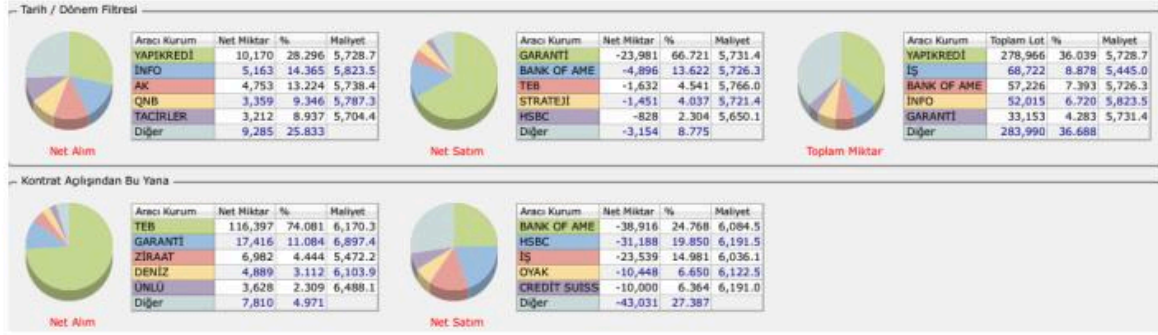 Tarih / Dönem Filtresi
Aracı Kurum Net Miktar % Maliyet
YAPIKREDİ 10,170 28.296 5,728.7
İNFO 5,163 14.365 5,823.5
AK 4,753 13.224 5,738.4
QNB 3,359 9.346 5,787.3
TACİRLER 3,212 8.937 5,704.4
Diğer 9,285 25.833
Net Alım
Aracı Kurum Net Miktar % Maliyet
GARANTİ -23,981 66.721 5,731.4
BANK OF AME -4,896 13.622 5,726.3
TEB -1,632 4.541 5,766.0
STRATEJİ -1,451 4.037 5,721.4
HSBC -828 2.304 5,650.1
Diğer -3,154 8.775
Net Satım
Aracı Kurum Toplam Lot % Maliyet
YAPIKREDİ 278,966 36.039 5,728.7
İŞ 68,722 8.878 5,445.0
BANK OF AME 57,226 7.393 5,726.3
İNFO 52,015 6.720 5,823.5
GARANTİ 33,153 4.283 5,731.4
Diğer 283,990 36.688
Toplam Miktar
Kontrat Açılışından Bu Yana
Aracı Kurum Net Miktar % Maliyet
TEB 116,397 74.081 6,170.3
GARANTİ 17,416 11.084 6,897.4
ZİRAAT 6,982 4.444 5,472.2
DENİZ 4,889 3.112 6,103.9
ÜNLÜ 3,628 2.309 6,488.1
Diğer 7,810 4.971
Net Alım
Aracı Kurum Net Miktar % Maliyet
BANK OF AME -38,916 24.768 6,084.5
HSBC -31,188 19.850 6,191.5
İŞ -23,539 14.981 6,036.1
OYAK -10,448 6.650 6,122.5
CREDİT SUISS -10,000 6.364 6,191.0
Diğer -43,031 27.387
Net Satım